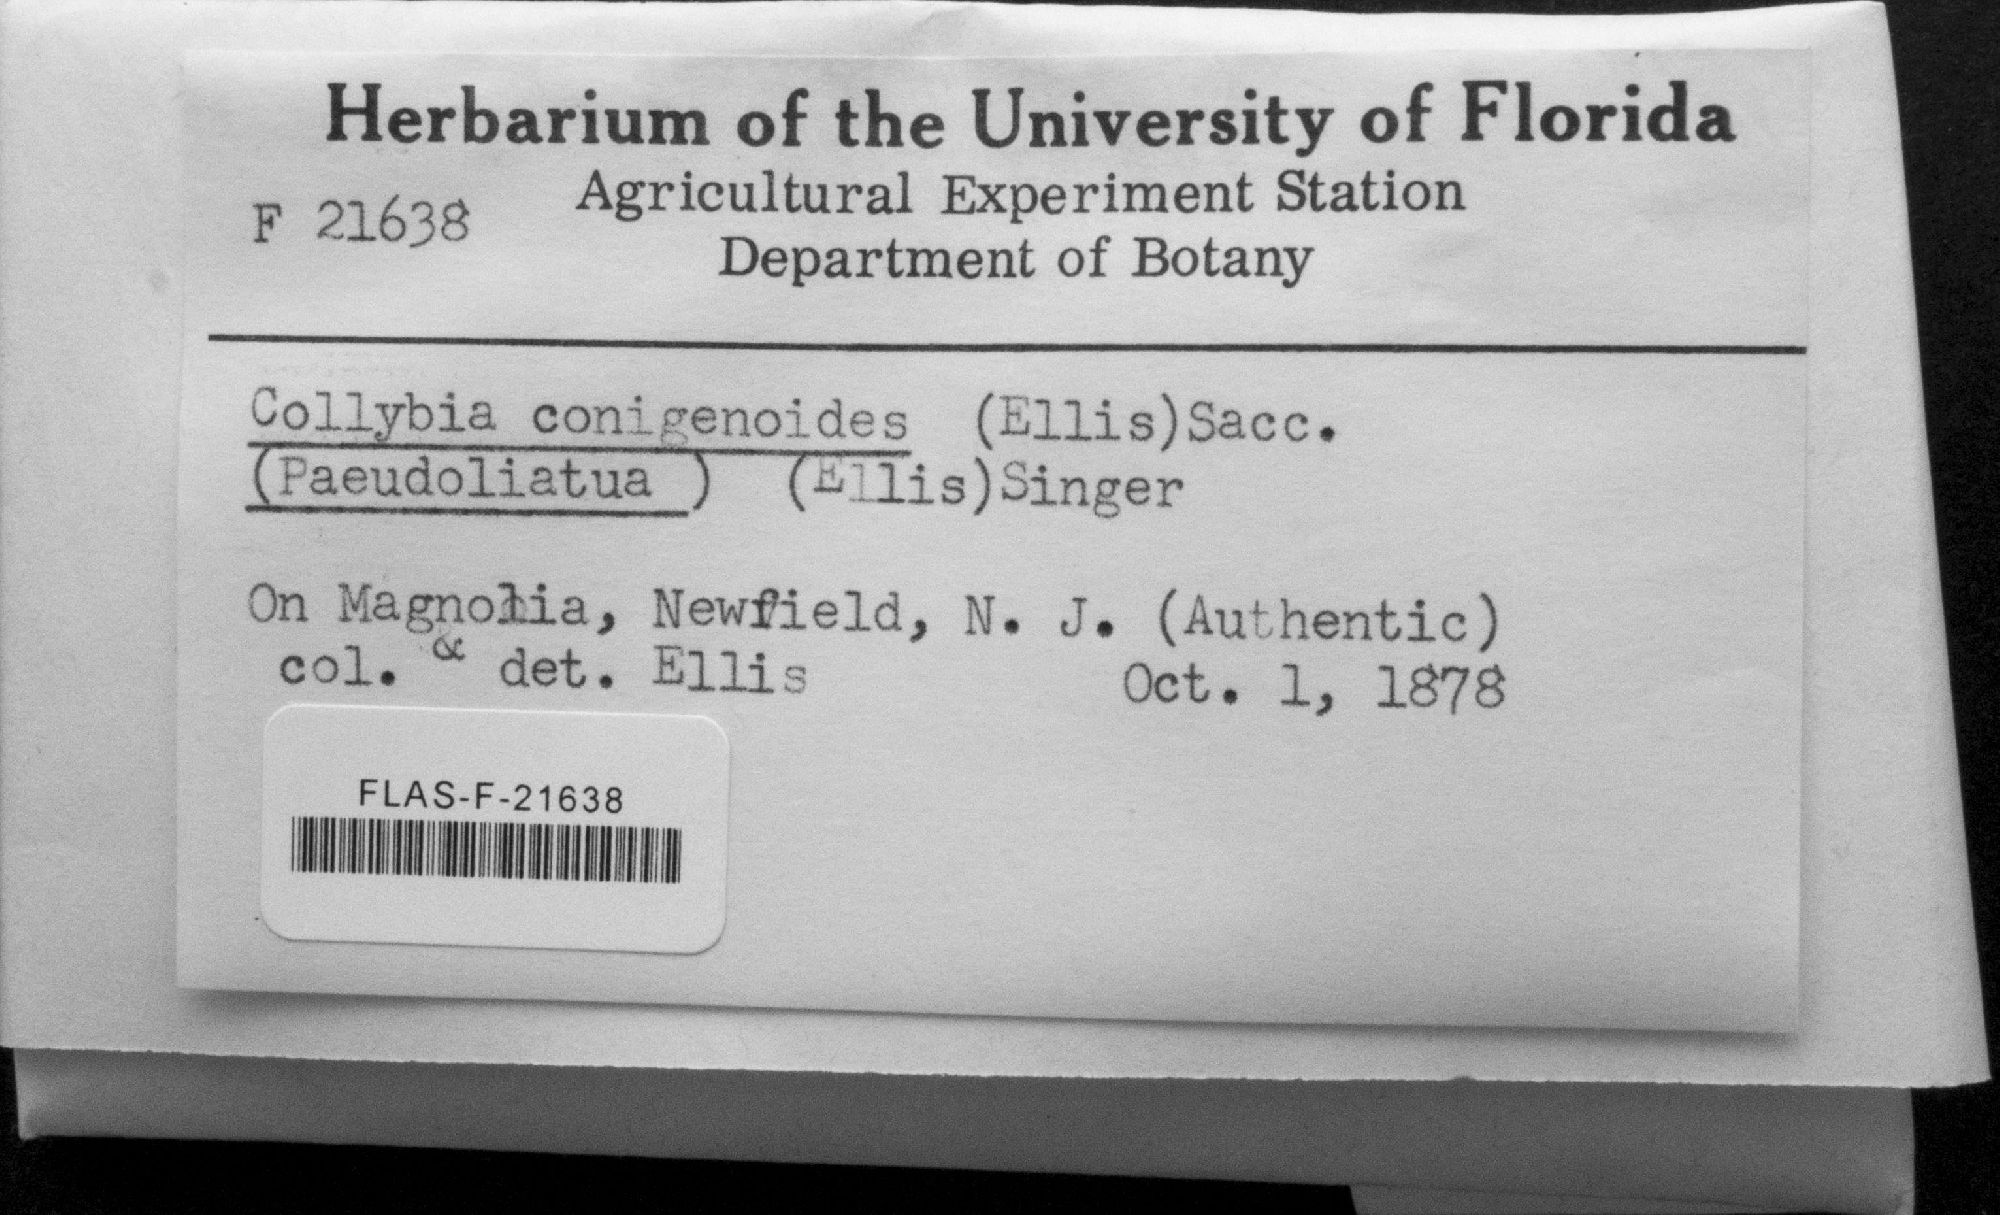 Herbarium of the University of Florida
F 21638
Agricultural Experiment Station
Department of Botany
Collybia conigenoides (Ellis)Sacc.
(Paeudoliatua ) (Ellis)Singer
On Magnolia, Newfield, N. J. (Authentic)
col. & det. Ellis Oct. 1, 1878
FLAS-F-21638